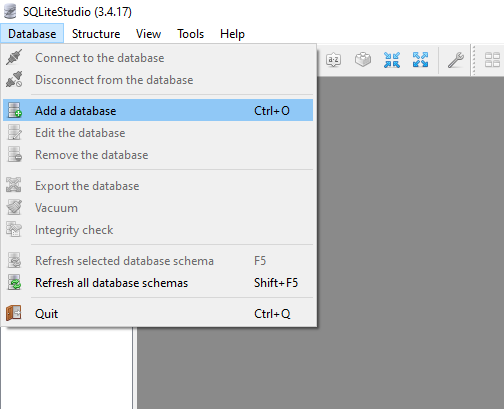 SQLiteStudio (3.4.17)
Database Structure View Tools Help
Connect to the database
Disconnect from the database
a-z
Add a database Ctrl+O
Edit the database
Remove the database
Export the database
Vacuum
Integrity check
Refresh selected database schema F5
Refresh all database schemas Shift+F5
Quit Ctrl+Q